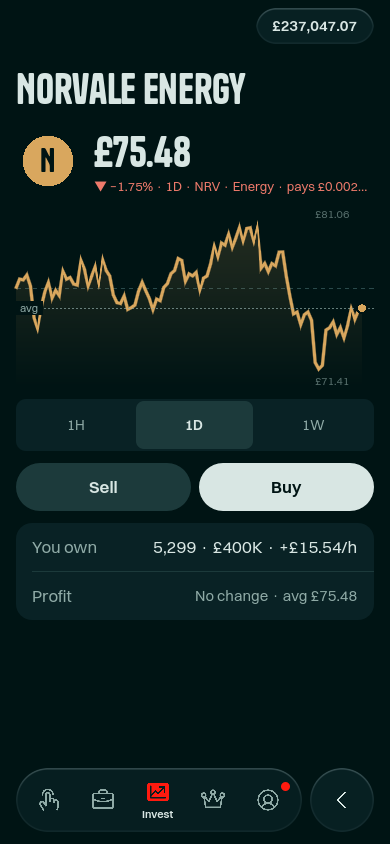 £237,047.07
NORVALE ENERGY
N
£75.48
▼ −1.75% · 1D · NRV · Energy · pays £0.002...
£81.06
avg
£71.41
1H
1D
1W
Sell
Buy
You own
5,299 · £400K · +£15.54/h
Profit
No change · avg £75.48
Invest